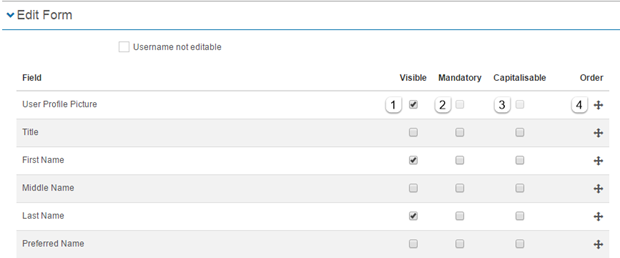 Edit Form
Username not editable
Field Visible Mandatory Capitalisable Order
User Profile Picture 1 2 3 4
Title
First Name
Middle Name
Last Name
Preferred Name